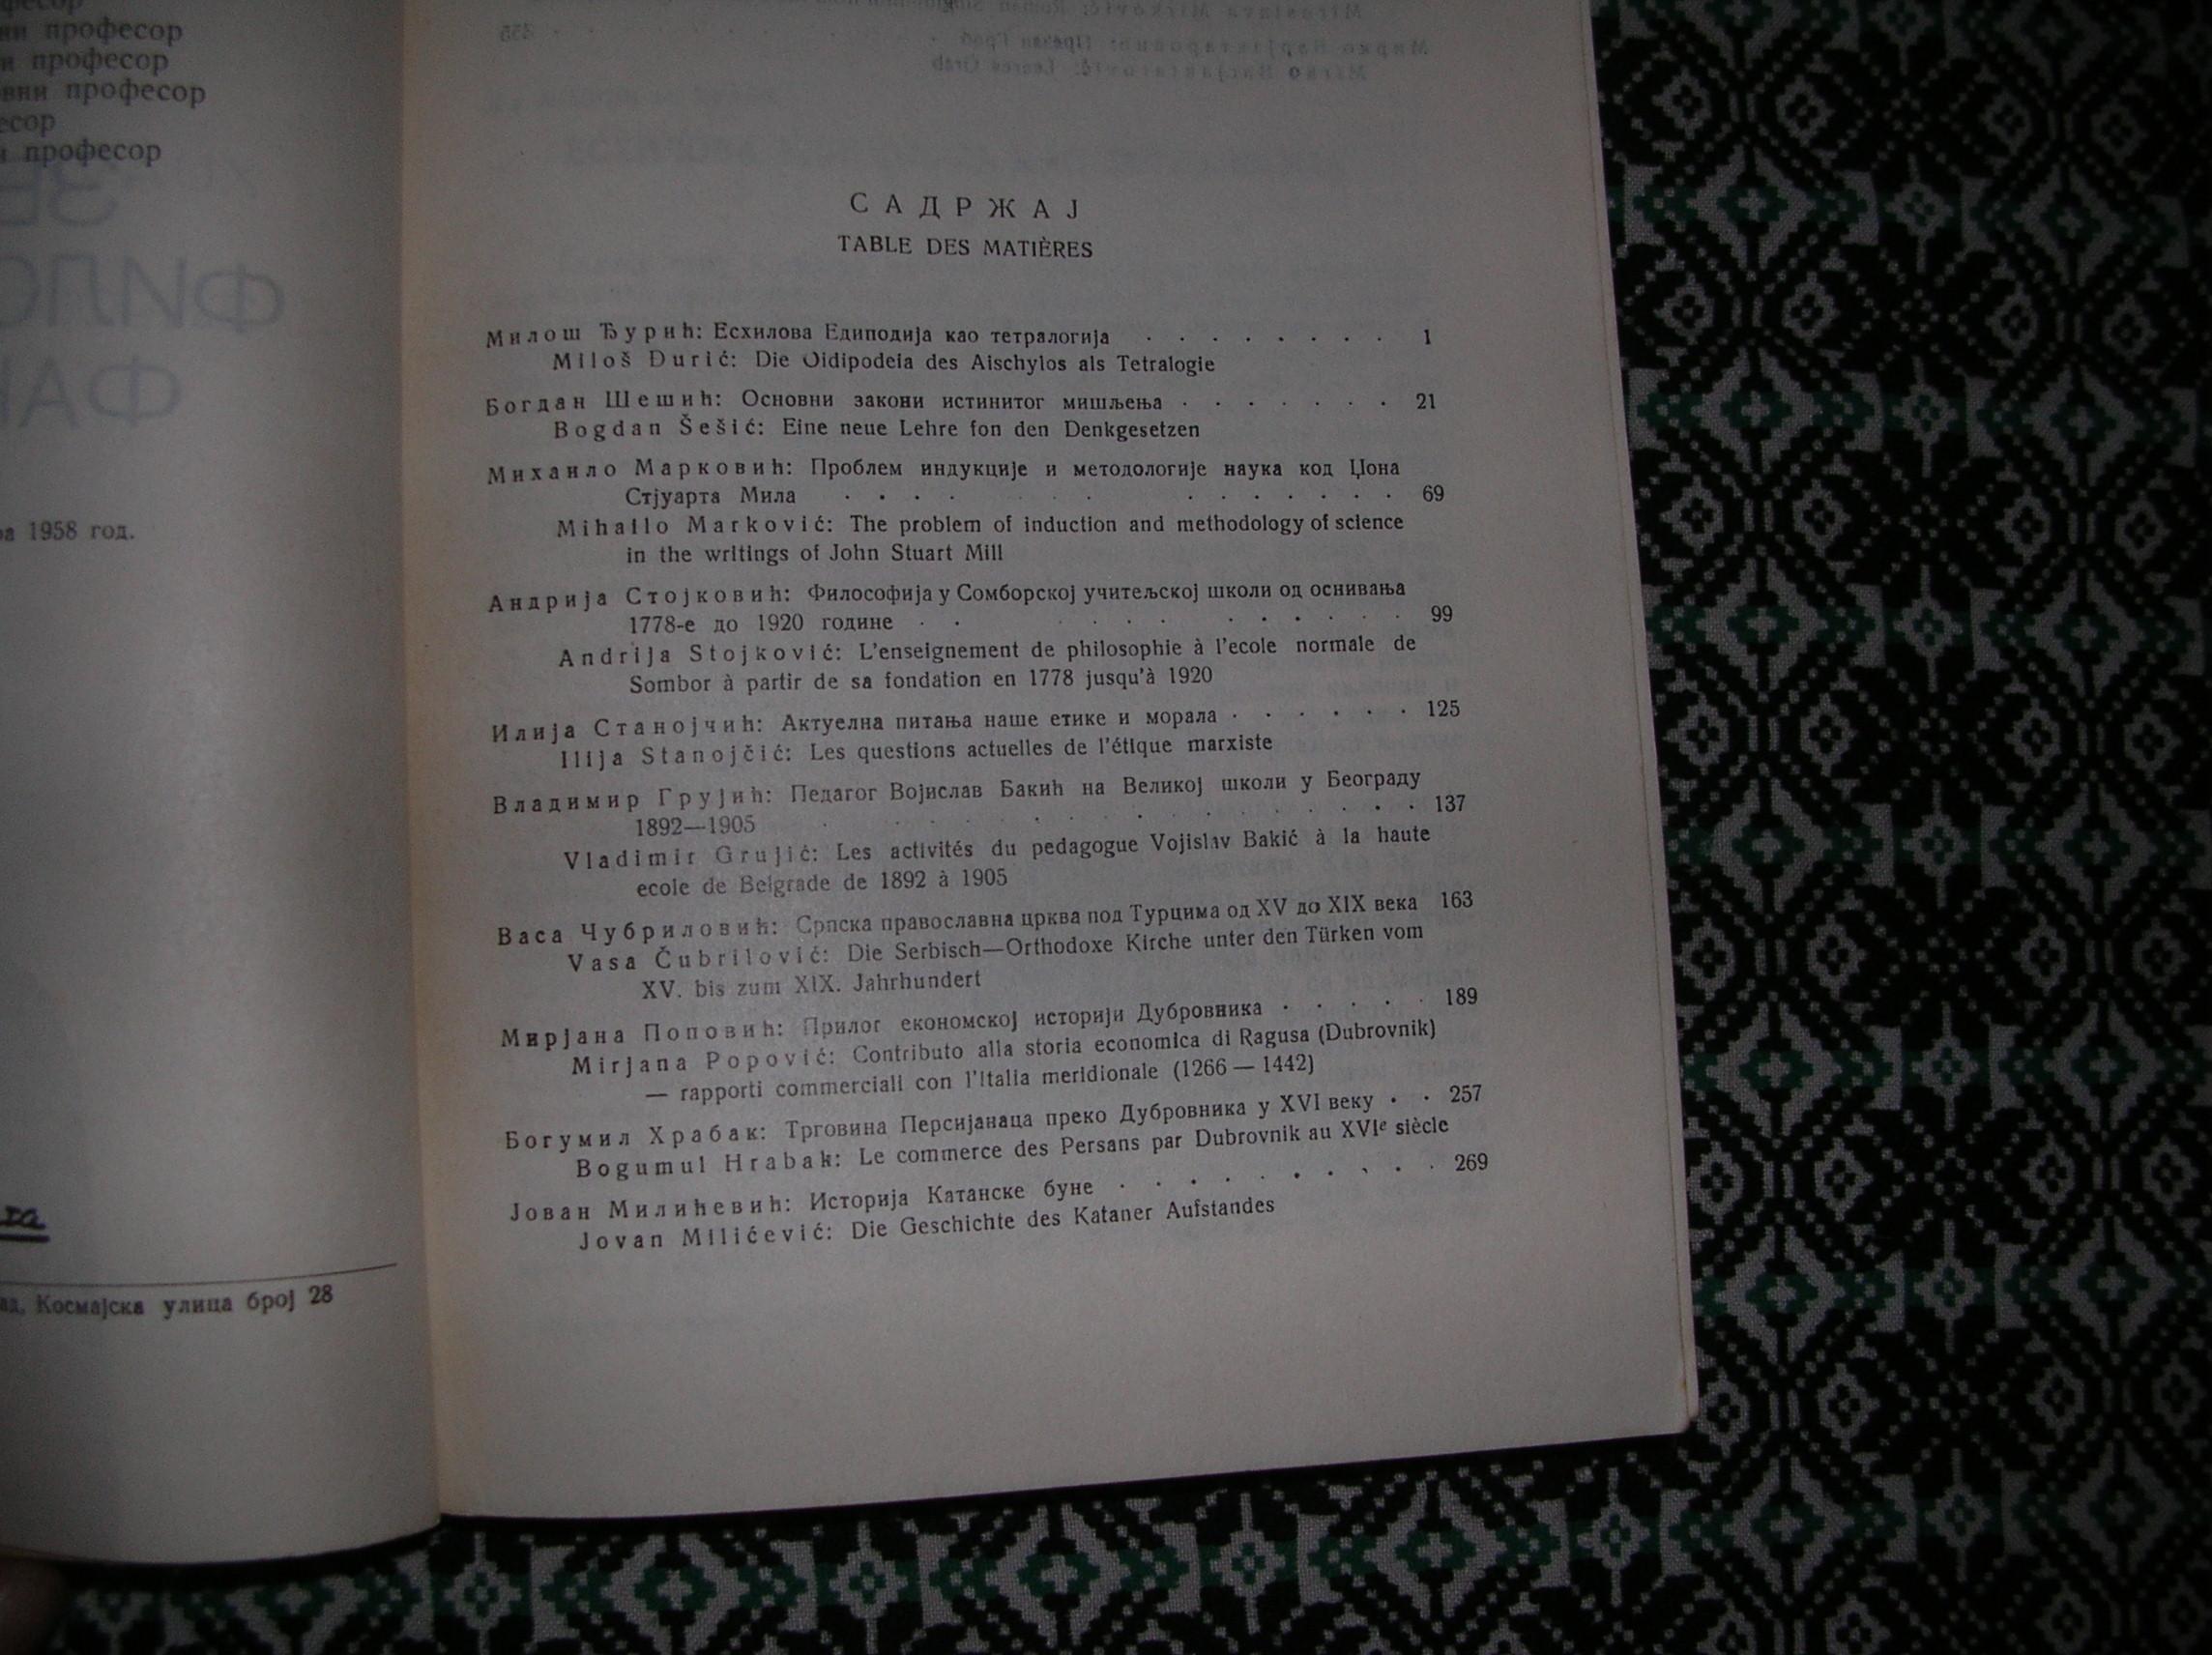 професор
професор
професор
професор
1958 год.
Космајска улица број 28
САДРЖАЈ
TABLE DES MATIÈRES
Милош Ђурић: Есхилова Едиподија као тетралогија . . . . . . . . 1
Miloš Đurić: Die Oidipodeia des Aischylos als Tetralogie
Богдан Шешић: Основни закони истинитог мишљења . . . . . . . 21
Bogdan Šešić: Eine neue Lehre fon den Denkgesetzen
Михаило Марковић: Проблем индукције и методологије наука код Џона
Стјуарта Мила . . . . . . . . . . . . . . 69
Mihailo Marković: The problem of induction and methodology of science
in the writings of John Stuart Mill
Андрија Стојковић: Философија у Сомборској учитељској школи од оснивања
1778-е до 1920 године . . . . . . . . . . . . 99
Andrija Stojković: L'enseignement de philosophie à l'ecole normale de
Sombor à partir de sa fondation en 1778 jusqu'à 1920
Илија Станојчић: Актуелна питања наше етике и морала . . . . . . 125
Ilija Stanojčić: Les questions actuelles de l'étique marxiste
Владимир Грујић: Педагог Војислав Бакић на Великој школи у Београду
1892—1905 . . . . . . . . . . . . . 137
Vladimir Grujić: Les activités du pedagogue Vojislav Bakić à la haute
ecole de Belgrade de 1892 à 1905
Васа Чубриловић: Српска православна црква под Турцима од XV до XIX века 163
Vasa Čubrilović: Die Serbisch—Orthodoxe Kirche unter den Türken vom
XV. bis zum XIX. Jahrhundert
Мирјана Поповић: Прилог економској историји Дубровника . . . . . 189
Mirjana Popović: Contributo alla storia economica di Ragusa (Dubrovnik)
— rapporti commerciali con l'Italia meridionale (1266 — 1442)
Богумил Храбак: Трговина Персијанаца преко Дубровника у XVI веку . . 257
Bogumul Hrabak: Le commerce des Persans par Dubrovnik au XVIe siècle
Јован Милићевић: Историја Катанске буне . . . . . . . . . . 269
Jovan Milićević: Die Geschichte des Kataner Aufstandes